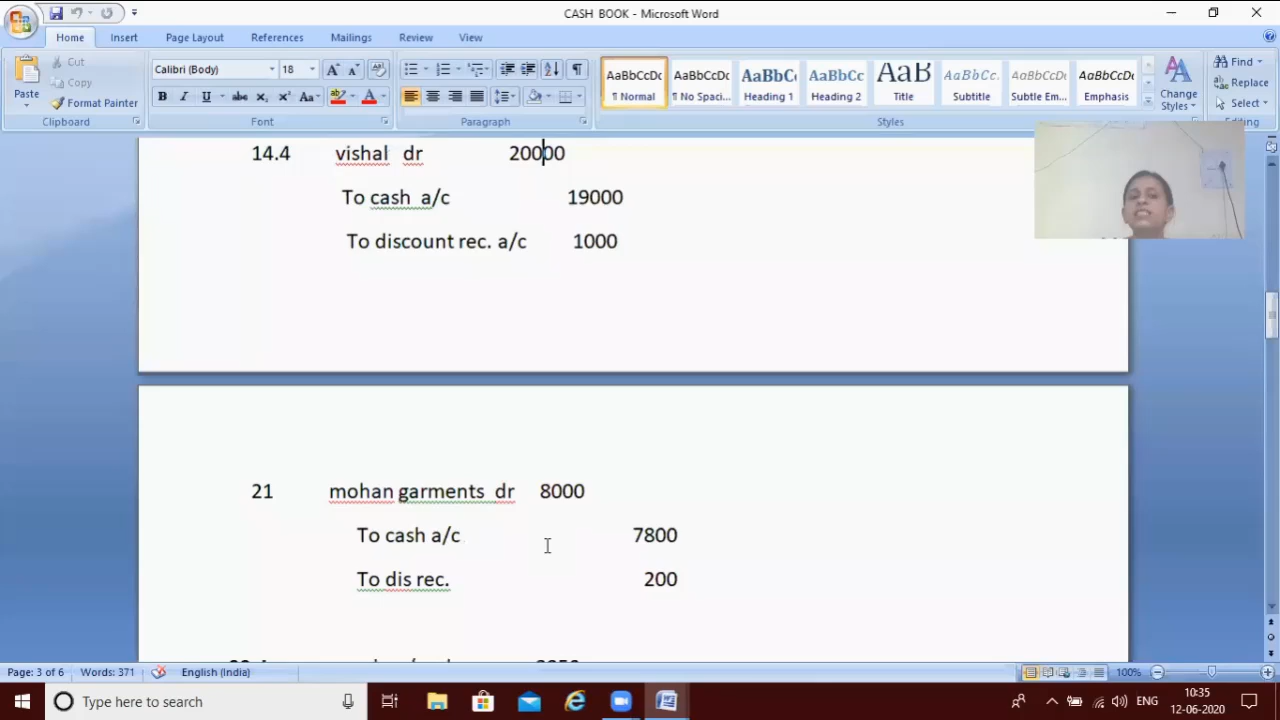 CASH BOOK - Microsoft Word
Home Insert Page Layout References Mailings Review View
Cut
Copy
Format Painter
Paste
Clipboard
Calibri (Body) 18
Font
Paragraph
AaBbCcDc AaBbCcDc AaBbC AaBbCc AaB AaBbCc. AaBbCcDc AaBbCcDc
¶ Normal ¶ No Spaci... Heading 1 Heading 2 Title Subtitle Subtle Em... Emphasis
Change Styles
Styles
Find
Replace
Select
Editing
14.4 vishal dr 20000
To cash a/c 19000
To discount rec. a/c 1000
21 mohan garments dr 8000
To cash a/c 7800
To dis rec. 200
Page: 3 of 6 Words: 371 English (India) 100%
Type here to search
ENG
10:35
12-06-2020